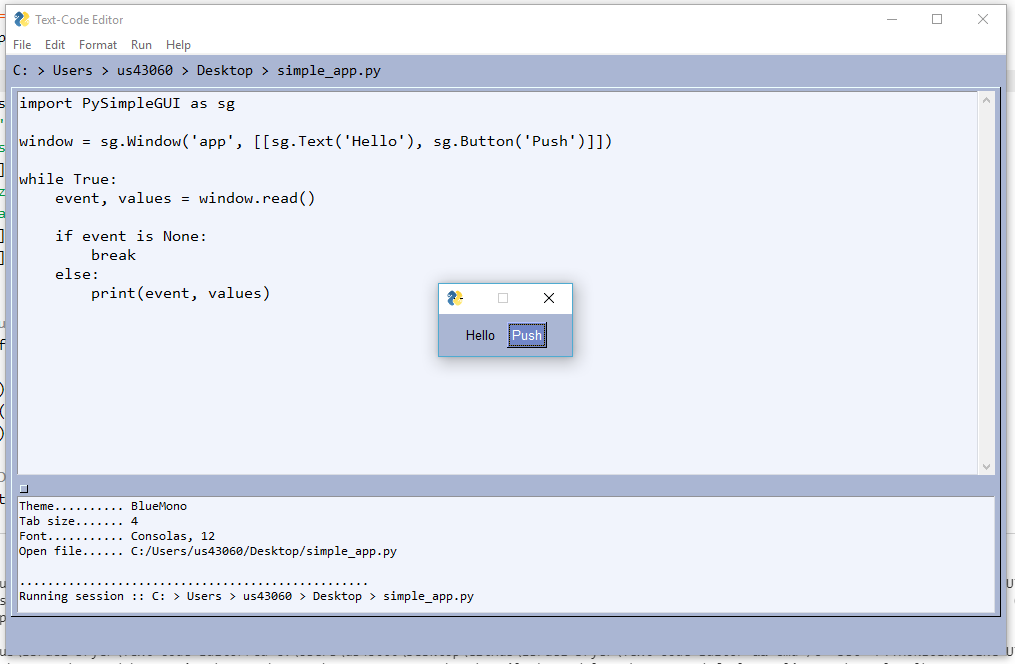 Text-Code Editor
File Edit Format Run Help
C: > Users > us43060 > Desktop > simple_app.py
import PySimpleGUI as sg
window = sg.Window('app', [[sg.Text('Hello'), sg.Button('Push')]])
while True:
    event, values = window.read()
    if event is None:
        break
    else:
        print(event, values)
Hello Push
Theme.......... BlueMono
Tab size....... 4
Font........... Consolas, 12
Open file...... C:/Users/us43060/Desktop/simple_app.py
..................................................
Running session :: C: > Users > us43060 > Desktop > simple_app.py